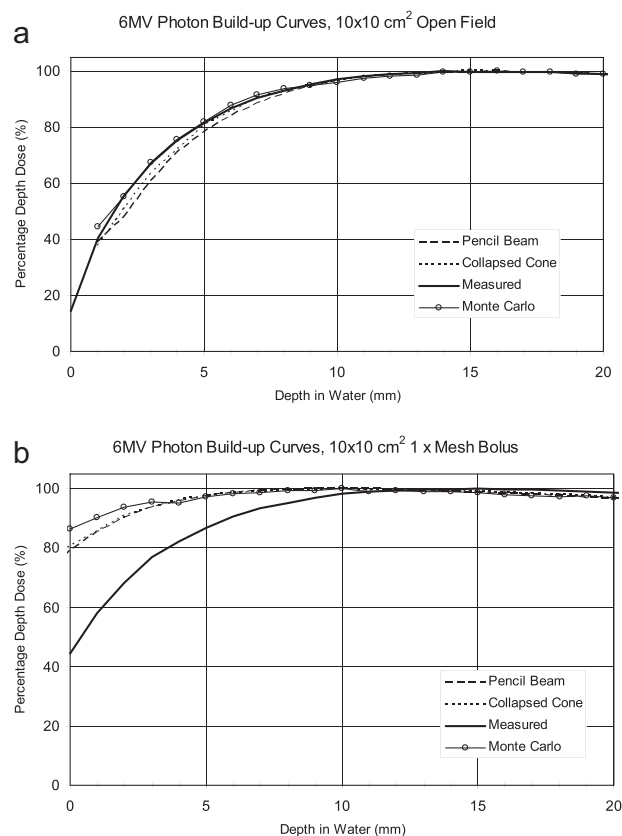 a
6MV Photon Build-up Curves, 10x10 cm² Open Field
Percentage Depth Dose (%)
100
80
60
40
20
0
Pencil Beam
Collapsed Cone
Measured
Monte Carlo
0 5 10 15 20
Depth in Water (mm)
b
6MV Photon Build-up Curves, 10x10 cm² 1 x Mesh Bolus
Percentage Depth Dose (%)
100
80
60
40
20
0
Pencil Beam
Collapsed Cone
Measured
Monte Carlo
0 5 10 15 20
Depth in Water (mm)